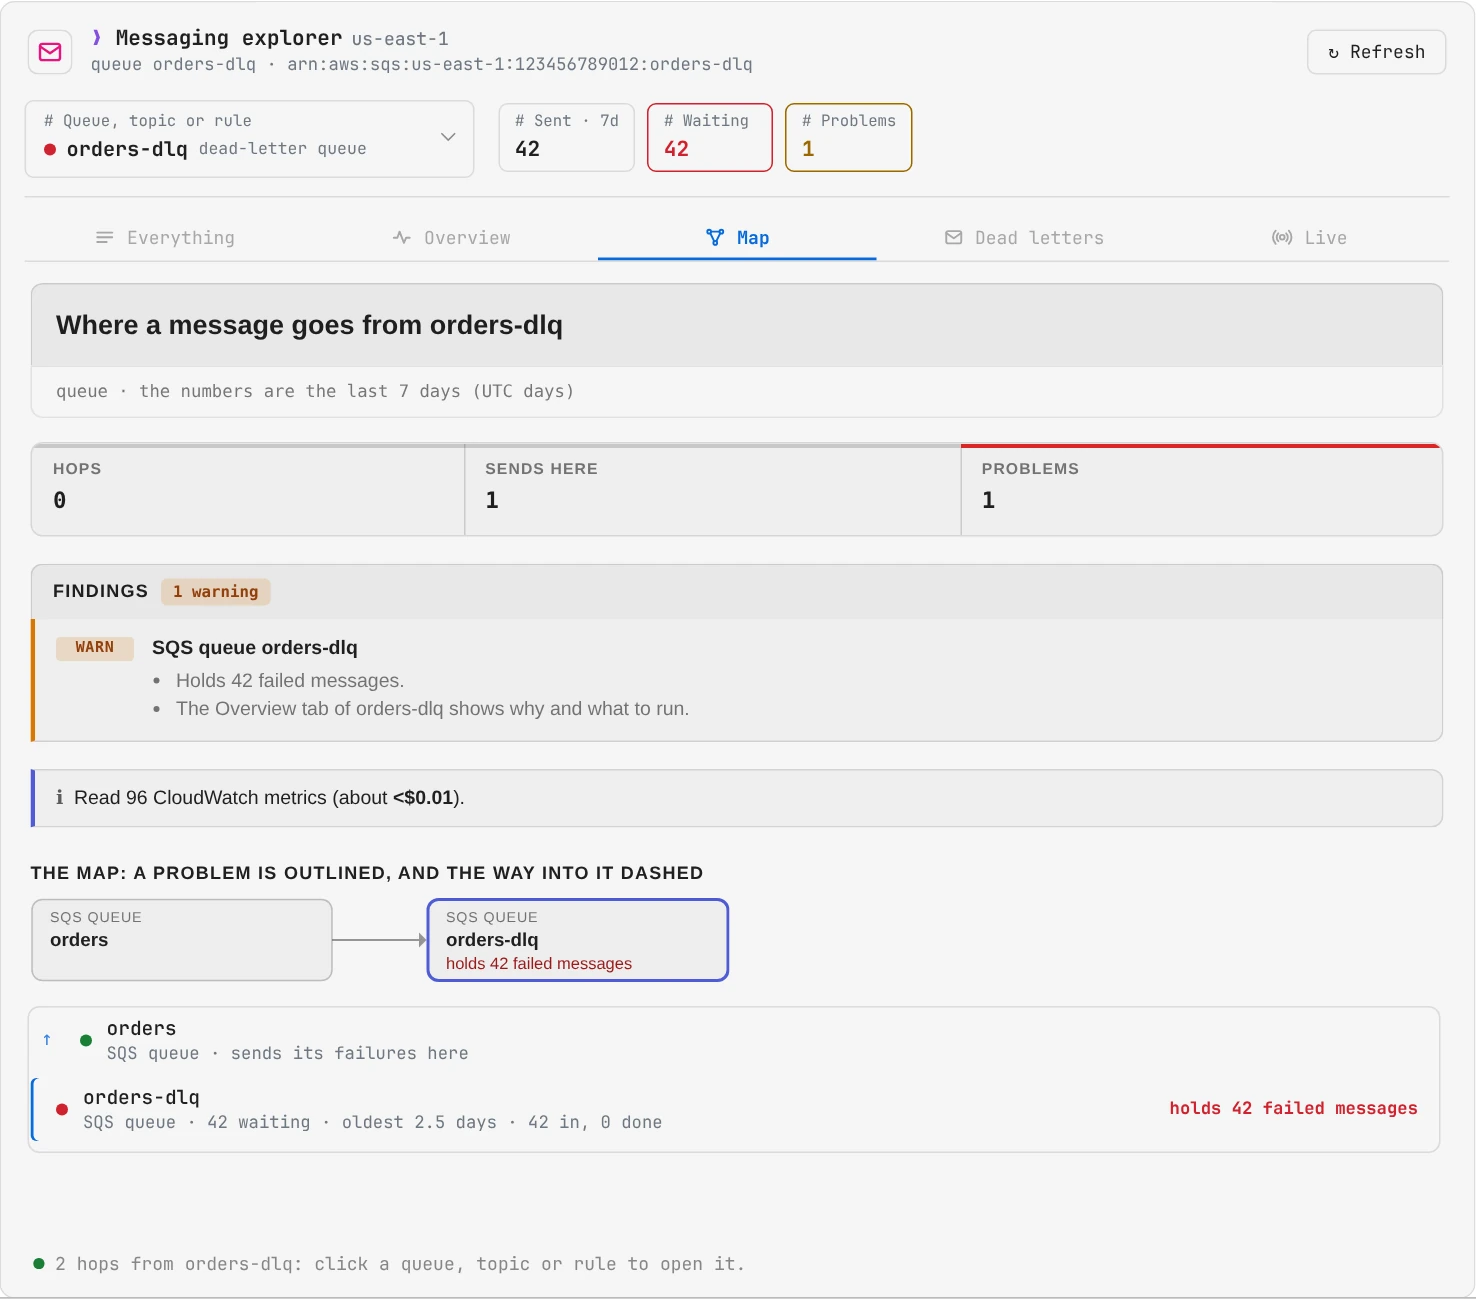 ❫ Messaging explorer us-east-1
queue orders-dlq · arn:aws:sqs:us-east-1:123456789012:orders-dlq
↻ Refresh
# Queue, topic or rule
orders-dlq dead-letter queue
# Sent · 7d
42
# Waiting
42
# Problems
1
Everything
Overview
Map
Dead letters
Live
Where a message goes from orders-dlq
queue · the numbers are the last 7 days (UTC days)
HOPS
0
SENDS HERE
1
PROBLEMS
1
FINDINGS 1 warning
WARN SQS queue orders-dlq
• Holds 42 failed messages.
• The Overview tab of orders-dlq shows why and what to run.
ℹ Read 96 CloudWatch metrics (about <$0.01).
THE MAP: A PROBLEM IS OUTLINED, AND THE WAY INTO IT DASHED
SQS QUEUE
orders
SQS QUEUE
orders-dlq
holds 42 failed messages
↑ orders
SQS queue · sends its failures here
orders-dlq
SQS queue · 42 waiting · oldest 2.5 days · 42 in, 0 done
holds 42 failed messages
2 hops from orders-dlq: click a queue, topic or rule to open it.